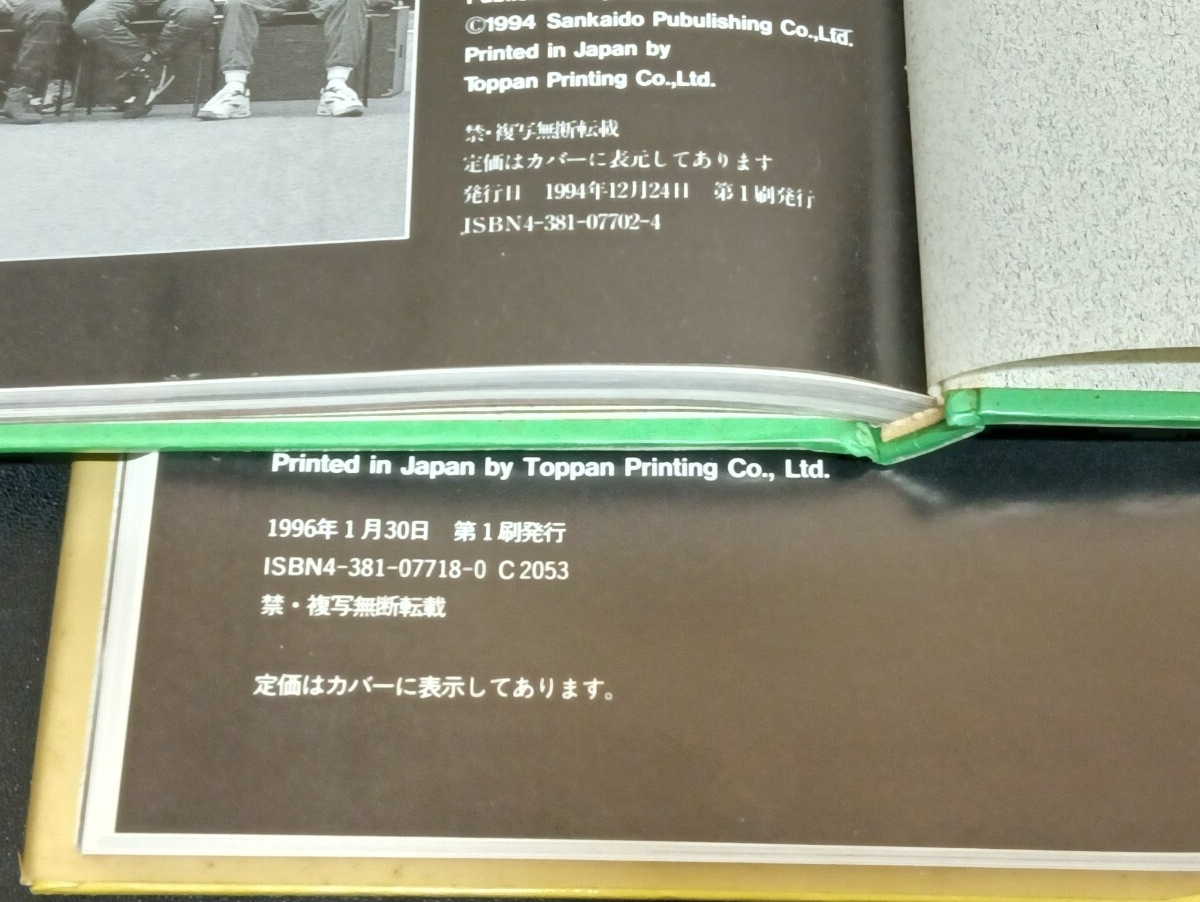 ©1994 Sankaido Pubulishing Co.,Ltd.
Printed in Japan by
Toppan Printing Co.,Ltd.
禁・複写無断転載
定価はカバーに表元してあります
発行日　1994年12月24日　第1刷発行
ISBN4-381-07702-4
Printed in Japan by Toppan Printing Co., Ltd.
1996年1月30日　第1刷発行
ISBN4-381-07718-0 C2053
禁・複写無断転載
定価はカバーに表示してあります。